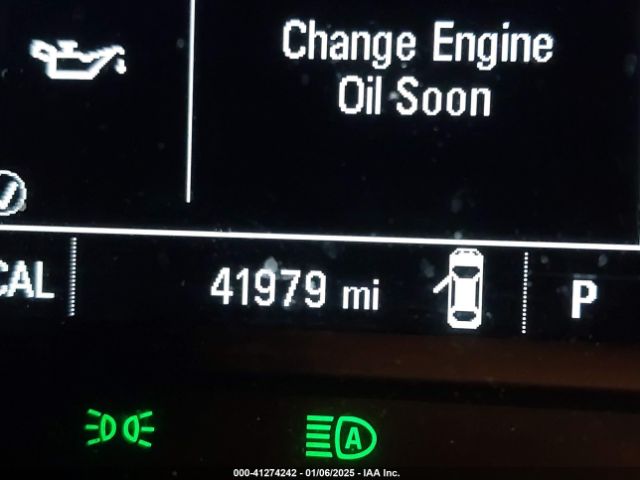 Change Engine
Oil Soon
CAL 41979 mi P
A
000-41274242 - 01/06/2025 - IAA Inc.